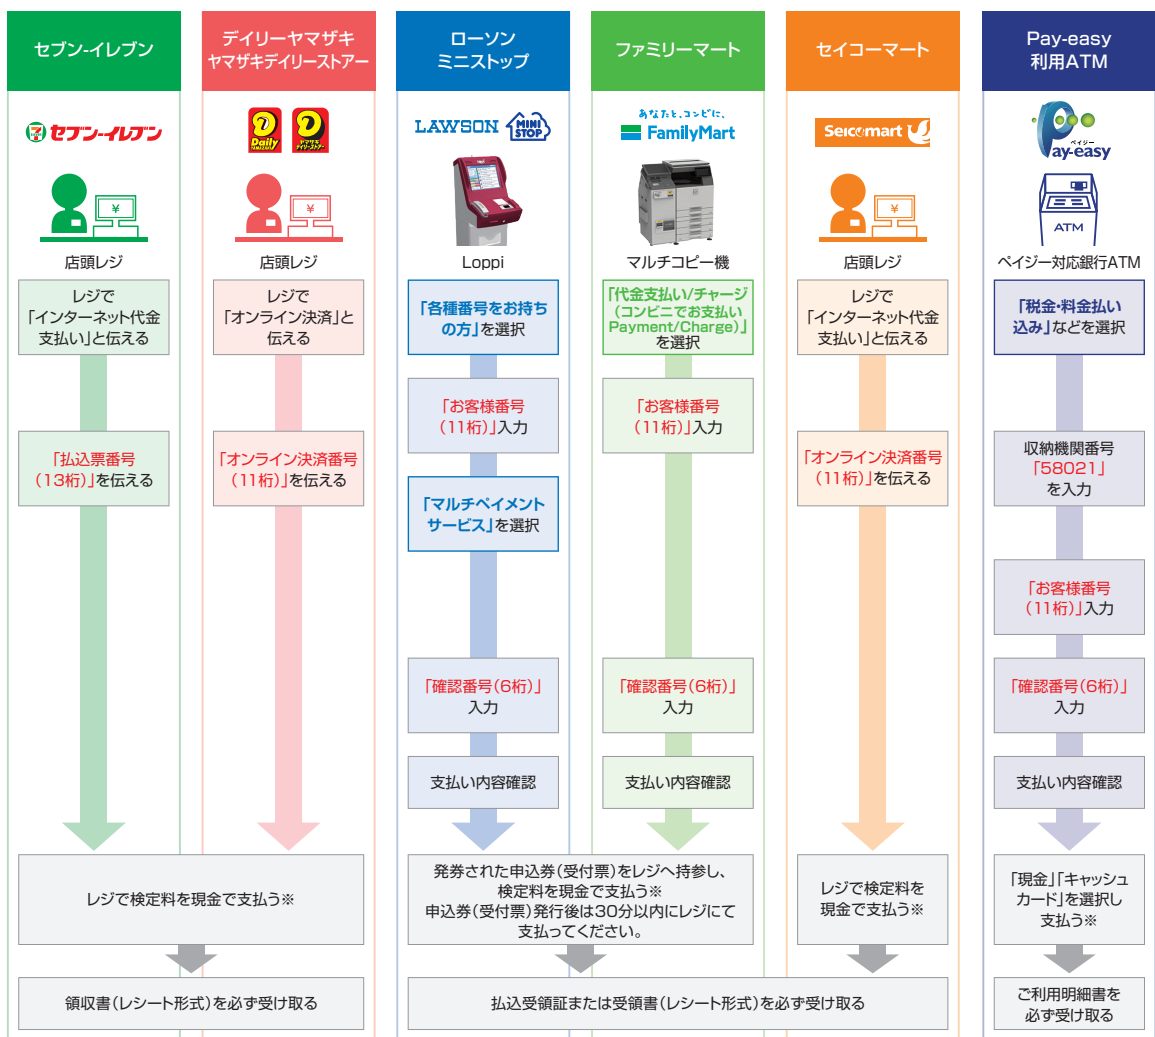 セブン-イレブン
デイリーヤマザキ
ヤマザキデイリーストアー
ローソン
ミニストップ
ファミリーマート
セイコーマート
Pay-easy
利用ATM
セブン-イレブン
Daily
YAMAZAKI
ヤマザキ
デイリーストアー
LAWSON
MINI
STOP
あなたと、コンビに、
FamilyMart
Seicomart
ペイジー
Pay-easy
¥
¥
¥
ATM
店頭レジ
店頭レジ
Loppi
マルチコピー機
店頭レジ
ペイジー対応銀行ATM
レジで
「インターネット代金
支払い」と伝える
「払込票番号
(13桁)」を伝える
レジで
「オンライン決済」と
伝える
「オンライン決済番号
(11桁)」を伝える
「各種番号をお持ち
の方」を選択
「お客様番号
(11桁)」入力
「マルチペイメント
サービス」を選択
「確認番号(6桁)」
入力
支払い内容確認
「代金支払い/チャージ
(コンビニでお支払い
Payment/Charge)」
を選択
「お客様番号
(11桁)」入力
「確認番号(6桁)」
入力
支払い内容確認
レジで
「インターネット代金
支払い」と伝える
「オンライン決済番号
(11桁)」を伝える
「税金・料金払い
込み」などを選択
収納機関番号
「58021」
を入力
「お客様番号
(11桁)」入力
「確認番号(6桁)」
入力
支払い内容確認
レジで検定料を現金で支払う※
発券された申込券(受付票)をレジへ持参し、
検定料を現金で支払う※
申込券(受付票)発行後は30分以内にレジにて
支払ってください。
レジで検定料を
現金で支払う※
「現金」「キャッシュ
カード」を選択し
支払う※
領収書(レシート形式)を必ず受け取る
払込受領証または受領書(レシート形式)を必ず受け取る
ご利用明細書を
必ず受け取る